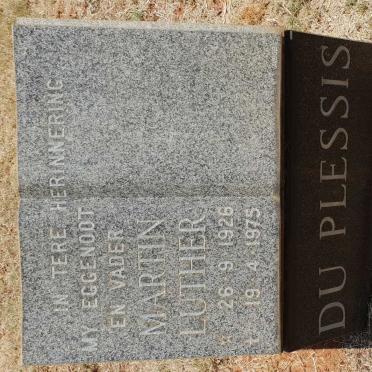 IN TERE HERINNERING
MY EGGENOOT
EN VADER
MARTIN
LUTHER
* 26 · 9 · 1926
† 19 · 4 · 1975
DU PLESSIS